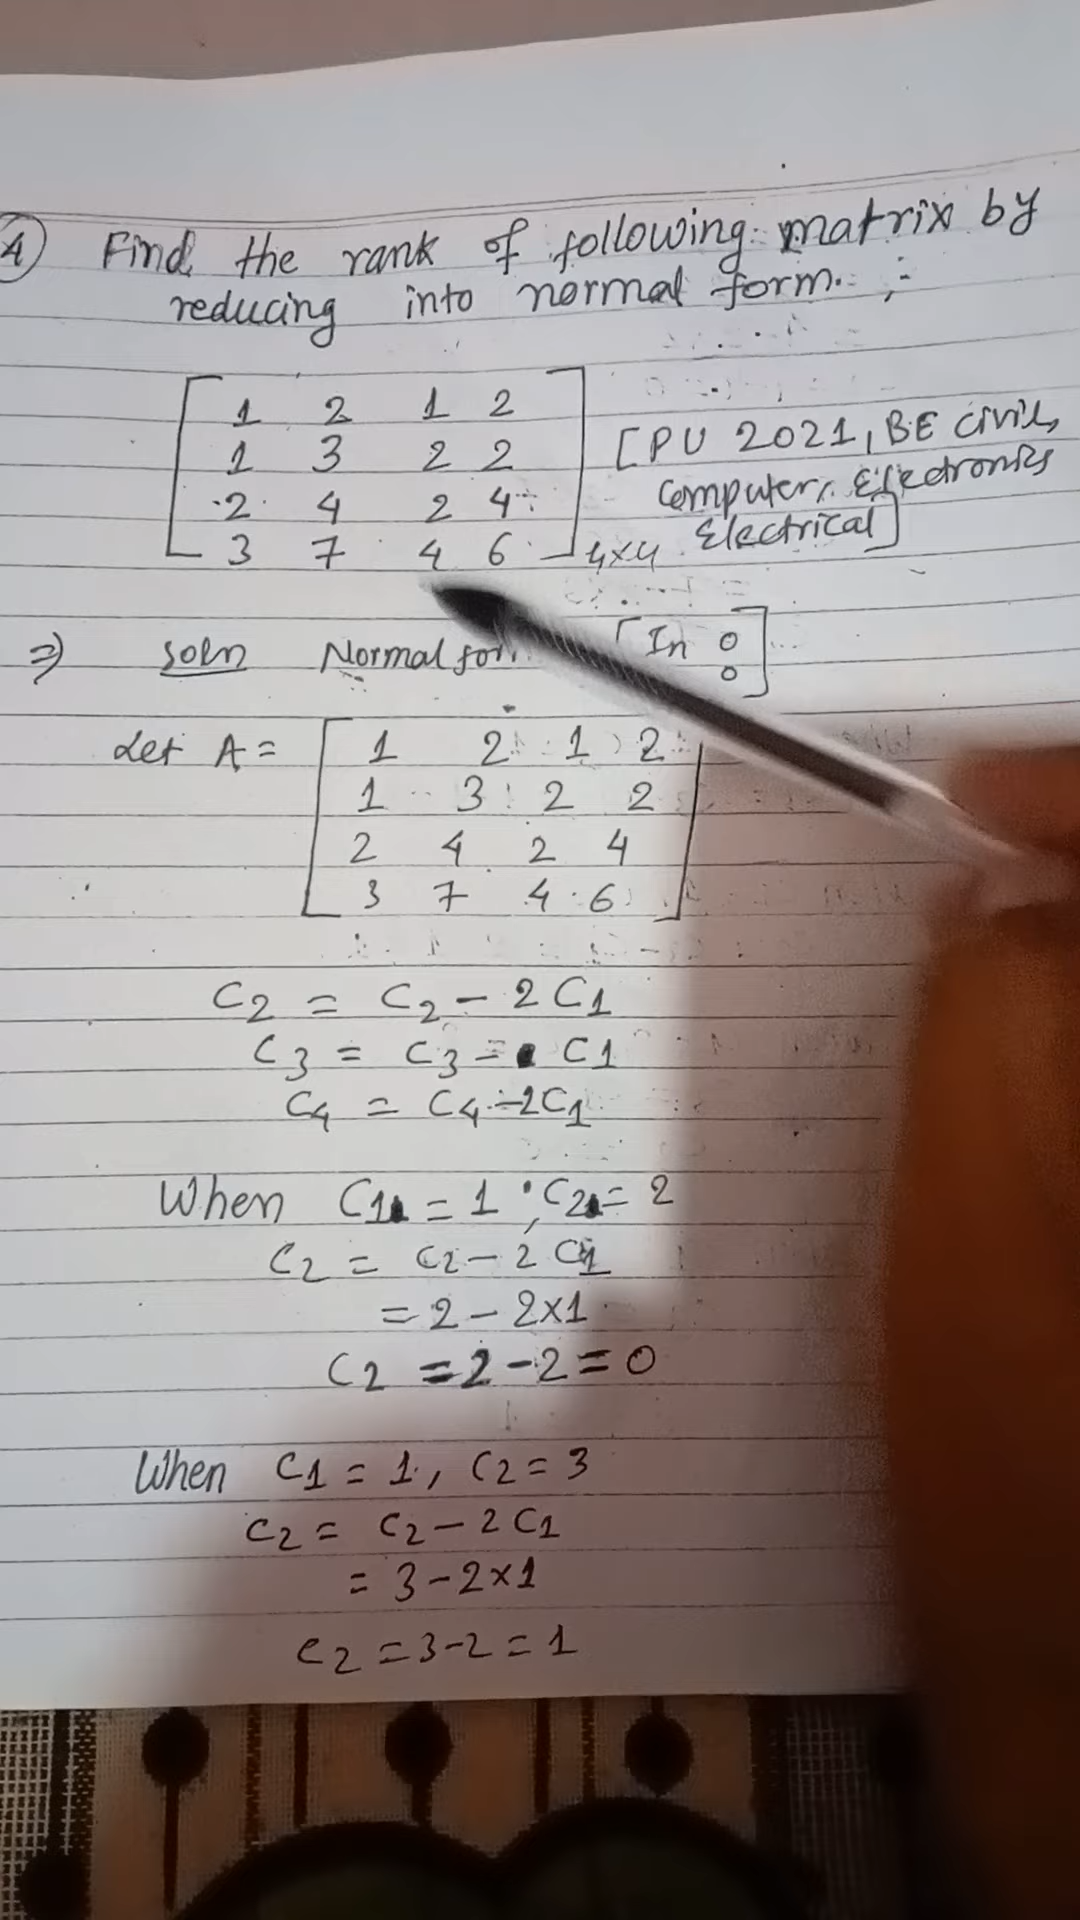 4 Find the rank of following matrix by
reducing into normal form. :-
1 2 1 2
1 3 2 2
2 4 2 4
3 7 4 6
4×4
[PU 2021, BE Civil,
Computer, Electronics
Electrical]
⇒ Soln Normal for
[In 0
0]
Let A =
1 2 1 2
1 3 2 2
2 4 2 4
3 7 4 6
C2 = C2 - 2C1
C3 = C3 - C1
C4 = C4 - 2C1
When C1 = 1, C2 = 2
C2 = C2 - 2 C1
= 2 - 2×1
C2 = 2 - 2 = 0
When C1 = 1, C2 = 3
C2 = C2 - 2C1
= 3 - 2×1
C2 = 3 - 2 = 1